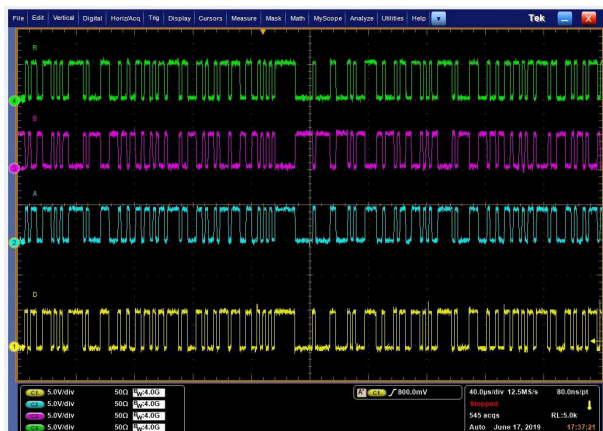 File Edit Vertical Digital Horiz/Acq Trig Display Cursors Measure Mask Math MyScope Analyze Utilities Help Tek X
R
B
A
2
D
1
C1 5.0V/div 50Ω BW:4.0G
C2 5.0V/div 50Ω BW:4.0G
C3 5.0V/div 50Ω BW:4.0G
C4 5.0V/div 50Ω BW:4.0G
A' C1 800.0mV
40.0µs/div 12.5MS/s 80.0ns/pt
Stopped
545 acqs RL:5.0k
Auto June 17, 2019 17:37:21